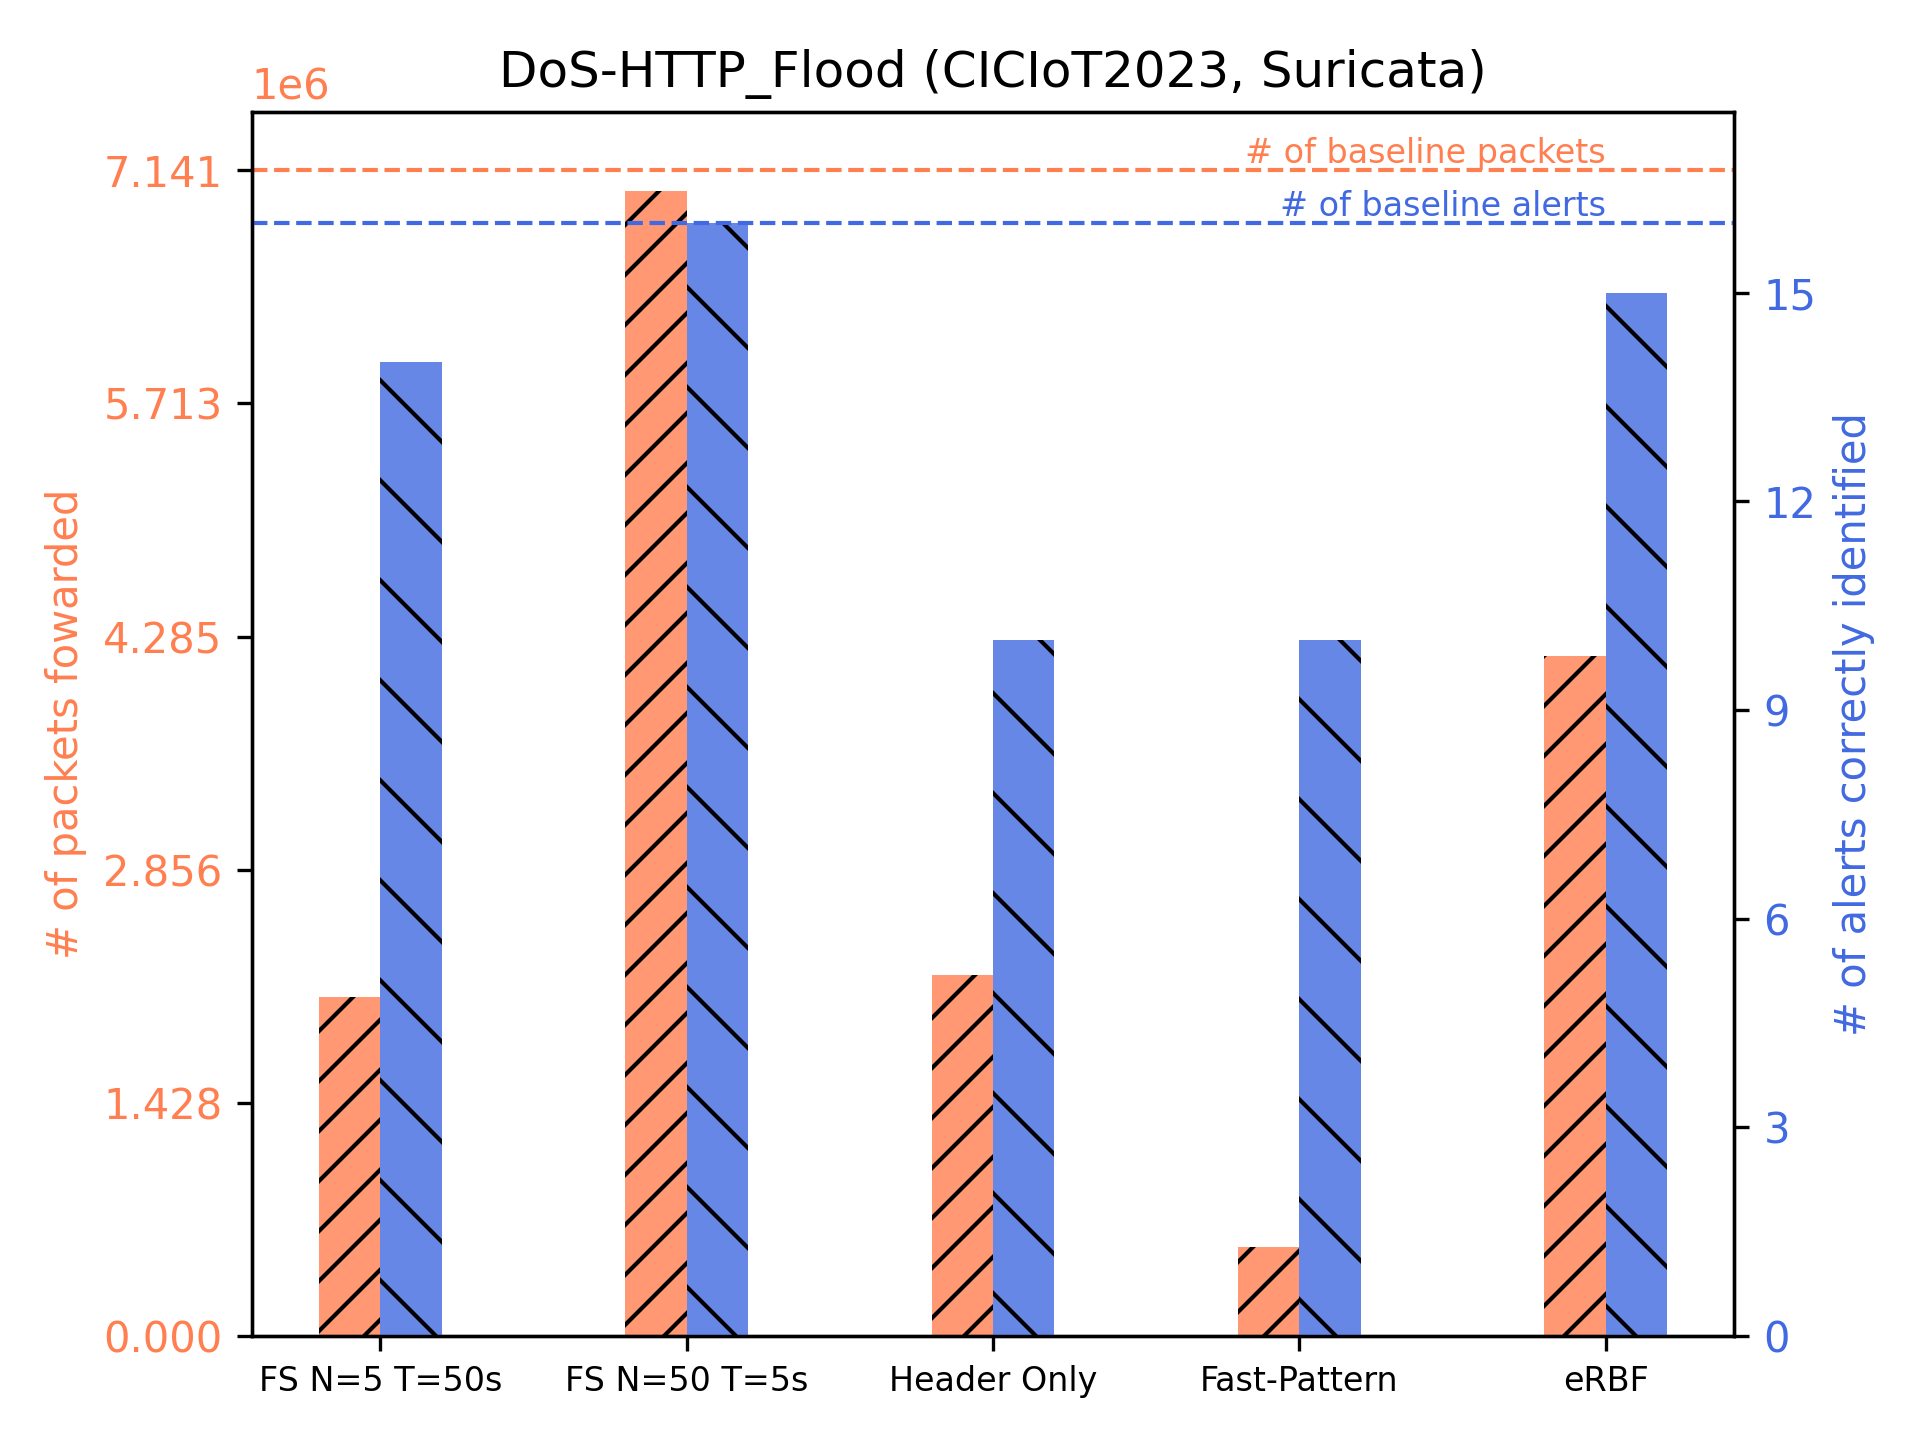 DoS-HTTP_Flood (CICIoT2023, Suricata)
1e6
# of baseline packets
# of baseline alerts
7.141
5.713
4.285
2.856
1.428
0.000
# of packets fowarded
15
12
9
6
3
0
# of alerts correctly identified
FS N=5 T=50s
FS N=50 T=5s
Header Only
Fast-Pattern
eRBF